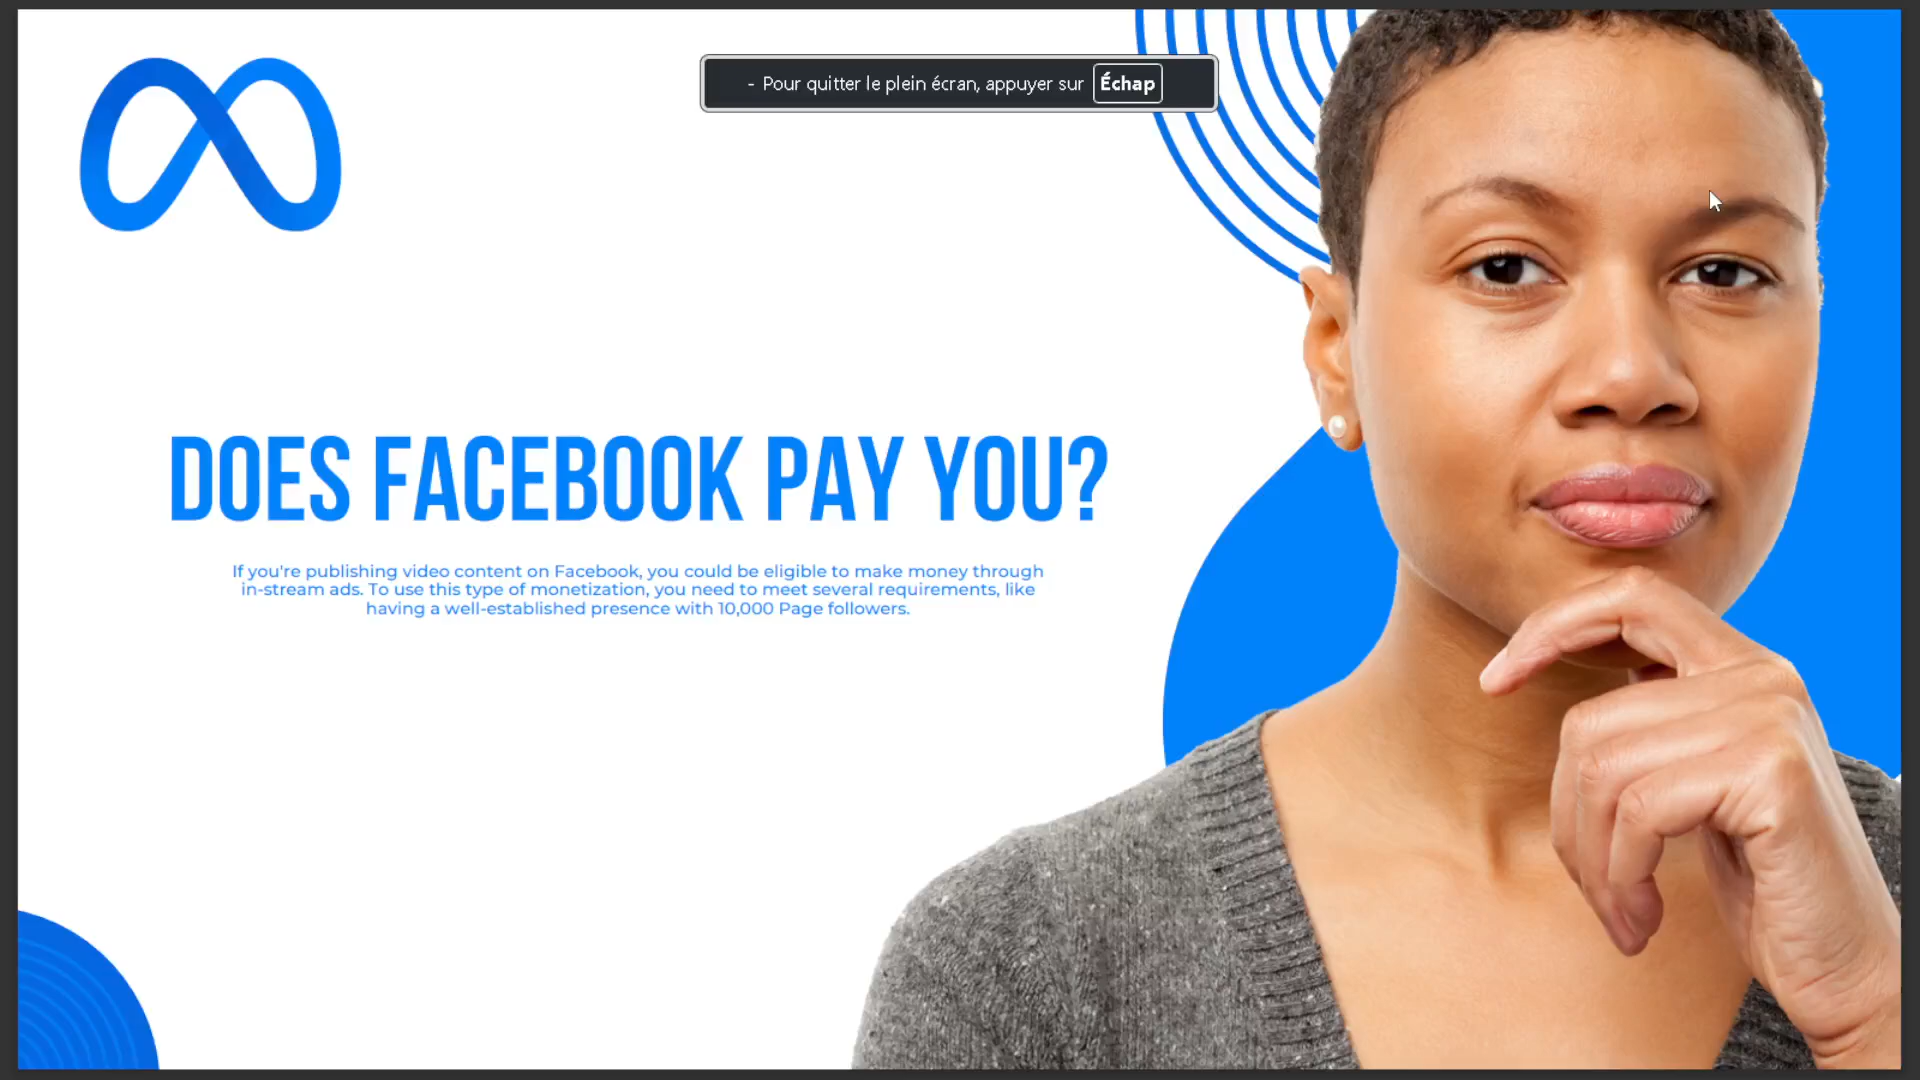 - Pour quitter le plein écran, appuyer sur Échap
DOES FACEBOOK PAY YOU?
If you're publishing video content on Facebook, you could be eligible to make money through
in-stream ads. To use this type of monetization, you need to meet several requirements, like
having a well-established presence with 10,000 Page followers.